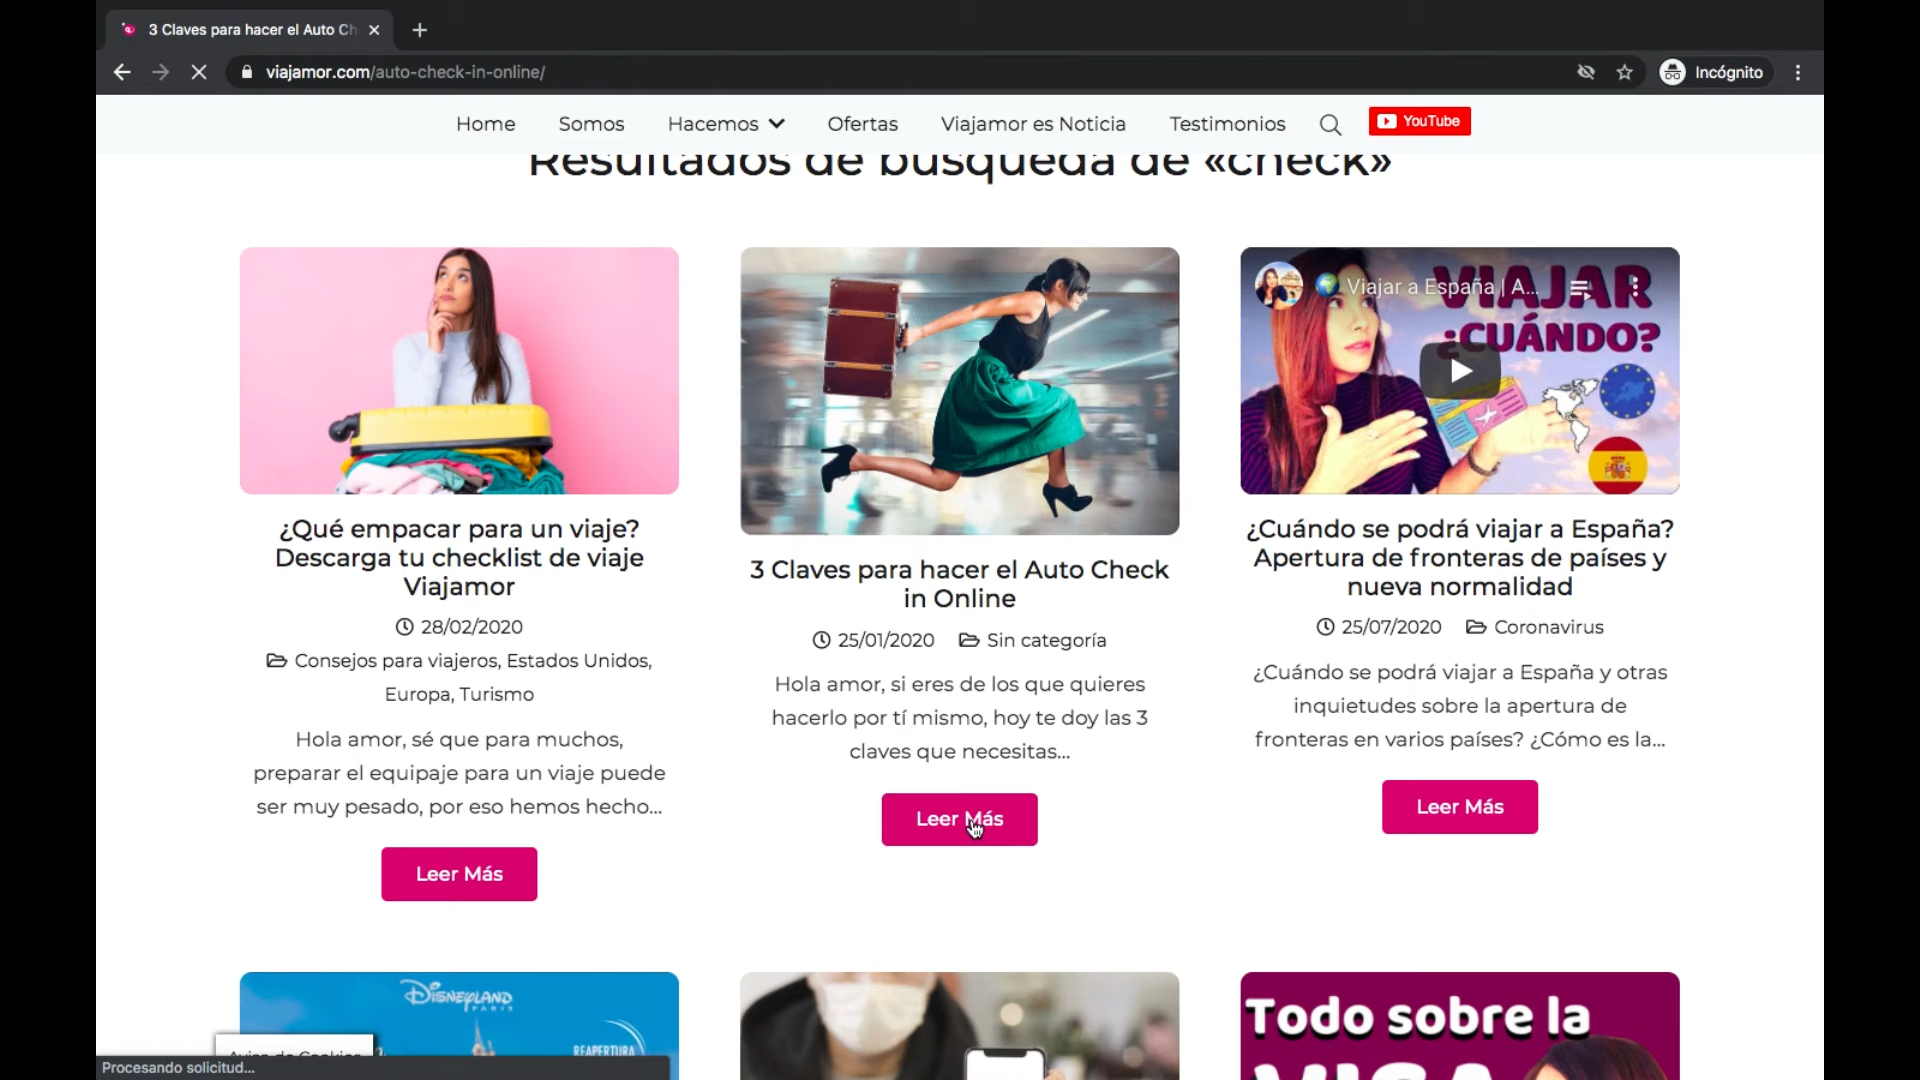 3 Claves para hacer el Auto Ch
viajamor.com/auto-check-in-online/
Incógnito
Home Somos Hacemos Ofertas Viajamor es Noticia Testimonios YouTube
Resultados de búsqueda de «check»
Viajar a España | A...
VIAJAR
¿CUÁNDO?
¿Qué empacar para un viaje?
Descarga tu checklist de viaje
Viajamor
28/02/2020
Consejos para viajeros, Estados Unidos,
Europa, Turismo
Hola amor, sé que para muchos,
preparar el equipaje para un viaje puede
ser muy pesado, por eso hemos hecho...
Leer Más
3 Claves para hacer el Auto Check
in Online
25/01/2020 Sin categoría
Hola amor, si eres de los que quieres
hacerlo por tí mismo, hoy te doy las 3
claves que necesitas...
Leer Más
¿Cuándo se podrá viajar a España?
Apertura de fronteras de países y
nueva normalidad
25/07/2020 Coronavirus
¿Cuándo se podrá viajar a España y otras
inquietudes sobre la apertura de
fronteras en varios países? ¿Cómo es la...
Leer Más
DISNEYLAND
PARIS
REAPERTURA
Todo sobre la
VISA
Aviso de Cookies
Procesando solicitud...